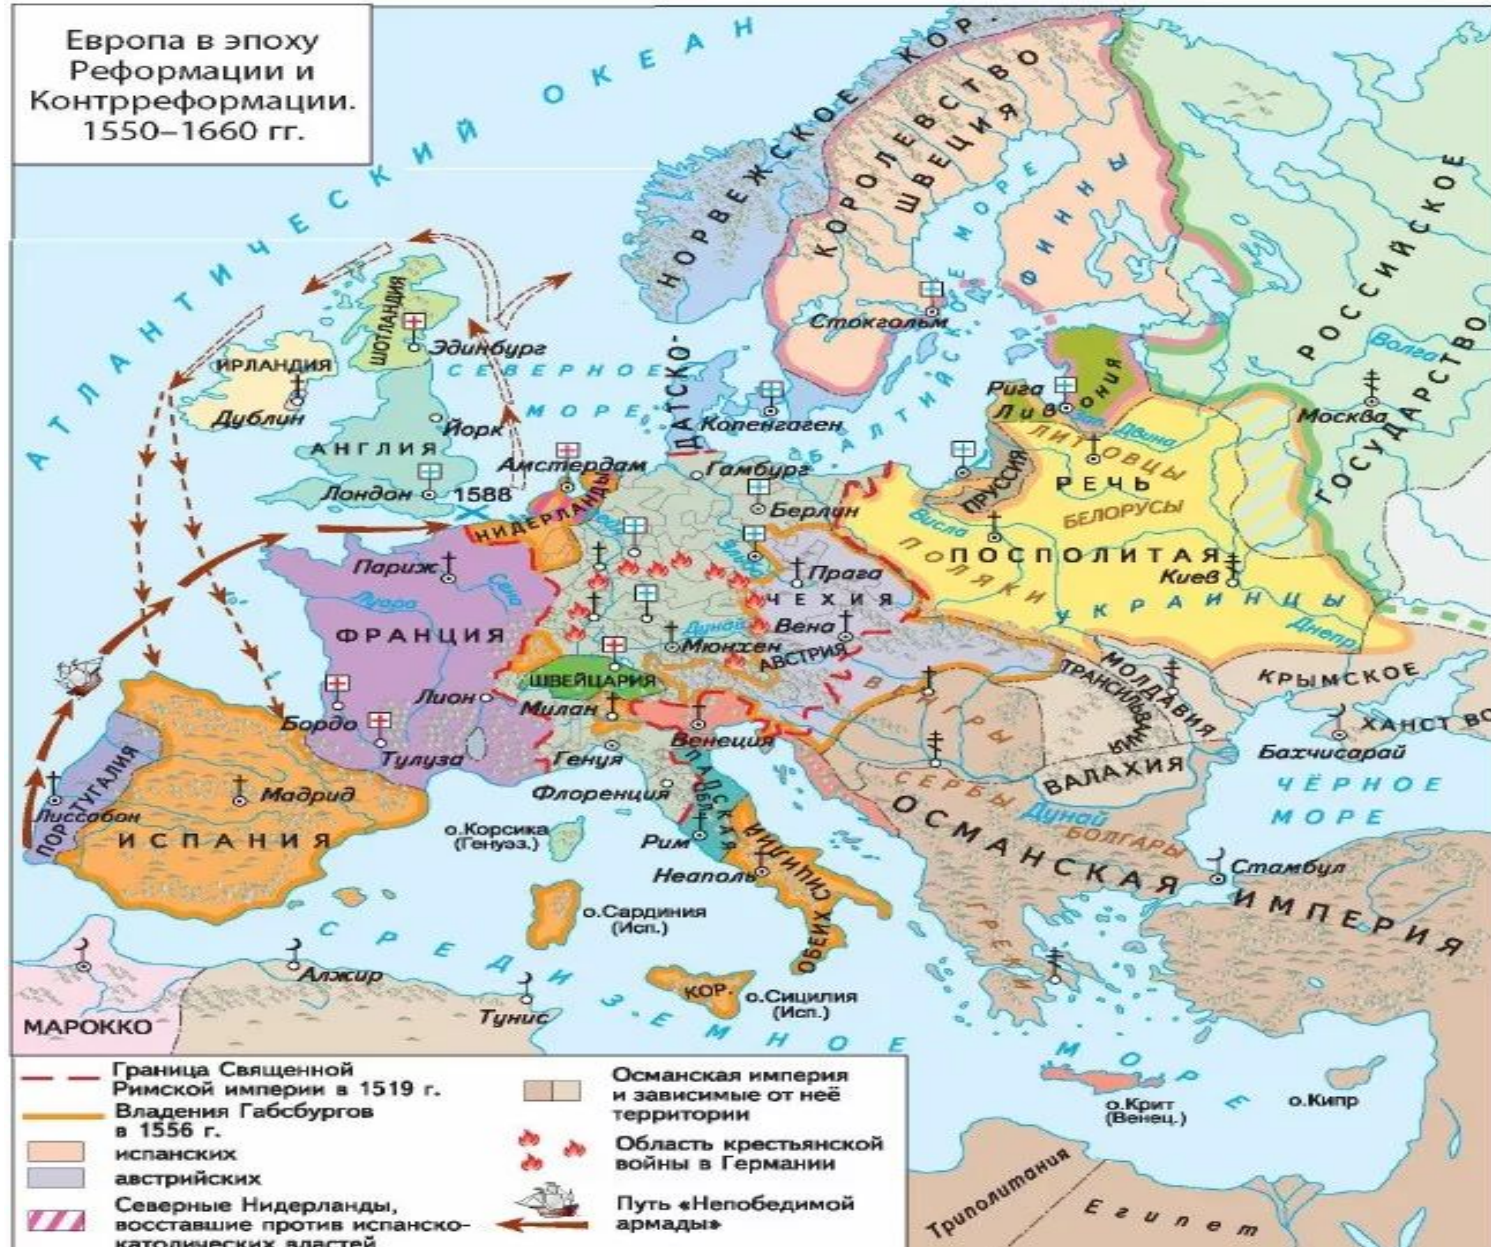 Европа в эпоху
Реформации и
Контрреформации.
1550–1660 гг.
АТЛАНТИЧЕСКИЙ ОКЕАН
НОРВЕЖСКОЕ КОР.
КОРОЛЕВСТВО
ШВЕЦИЯ
ФИННЫ
РОССИЙСКОЕ
ГОСУДАРСТВО
Волга
Москва
Стокгольм
БАЛТИЙСКОЕ МОРЕ
ШОТЛАНДИЯ
Эдинбург
ИРЛАНДИЯ
Дублин
СЕВЕРНОЕ
МОРЕ
ДАТСКО-
Копенгаген
Рига
Ливония
Йорк
АНГЛИЯ
Лондон
1588
Амстердам
НИДЕРЛАНДЫ
Гамбург
Берлин
Эльба
ПРУССИЯ
ЛИТОВЦЫ
Двина
РЕЧЬ
БЕЛОРУСЫ
Висла
ПОСПОЛИТАЯ
ПОЛЯКИ
Киев
УКРАИНЦЫ
Днепр
Париж
Сена
Луара
ФРАНЦИЯ
Прага
ЧЕХИЯ
Вена
Дунай
Мюнхен
АВСТРИЯ
ШВЕЙЦАРИЯ
Лион
Милан
Бордо
Тулуза
Генуя
Венеция
ВЕНГРЫ
ТРАНСИЛЬВАНИЯ
МОЛДАВИЯ
КРЫМСКОЕ
ХАНСТВО
Бахчисарай
ЧЁРНОЕ
МОРЕ
ВАЛАХИЯ
СЕРБЫ
Дунай
БОЛГАРЫ
ПОРТУГАЛИЯ
Лиссабон
Мадрид
ИСПАНИЯ
Флоренция
о.Корсика
(Генуэз.)
ПАПСКАЯ
ОБЛ.
Рим
Неаполь
ОБЕИХ СИЦИЛИЙ
КОР.
о.Сардиния
(Исп.)
о.Сицилия
(Исп.)
ОСМАНСКАЯ ИМПЕРИЯ
Стамбул
ГРЕКИ
СРЕДИЗЕМНОЕ МОРЕ
Алжир
Тунис
МАРОККО
о.Крит
(Венец.)
о.Кипр
Триполитания
Египет
Граница Священной
Римской империи в 1519 г.
Владения Габсбургов
в 1556 г.
испанских
австрийских
Северные Нидерланды,
восставшие против испанско-
католических властей
Османская империя
и зависимые от неё
территории
Область крестьянской
войны в Германии
Путь «Непобедимой
армады»